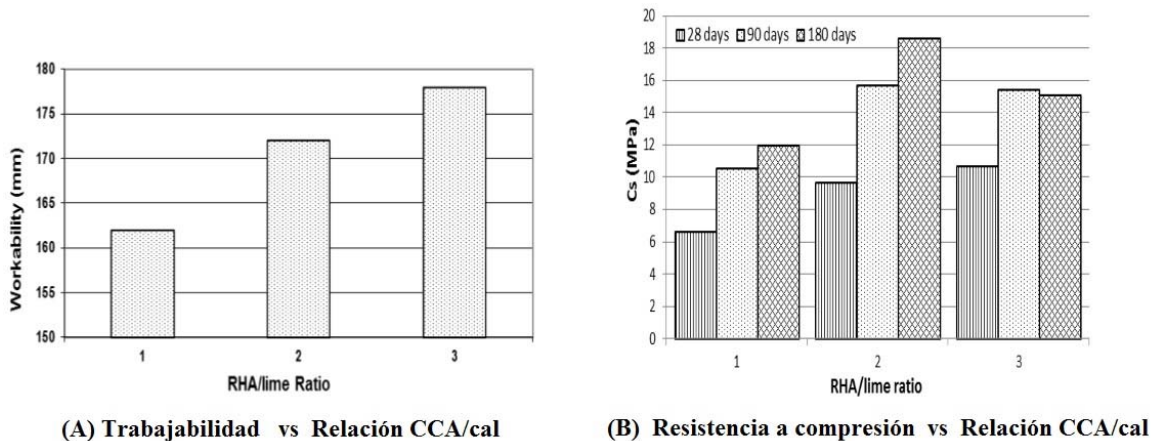 180
175
170
165
160
155
150
Workability (mm)
1
2
3
RHA/lime Ratio
(A) Trabajabilidad vs Relación CCA/cal
20
18
16
14
12
10
8
6
4
2
0
Cs (MPa)
28 days
90 days
180 days
1
2
3
RHA/lime ratio
(B) Resistencia a compresión vs Relación CCA/cal